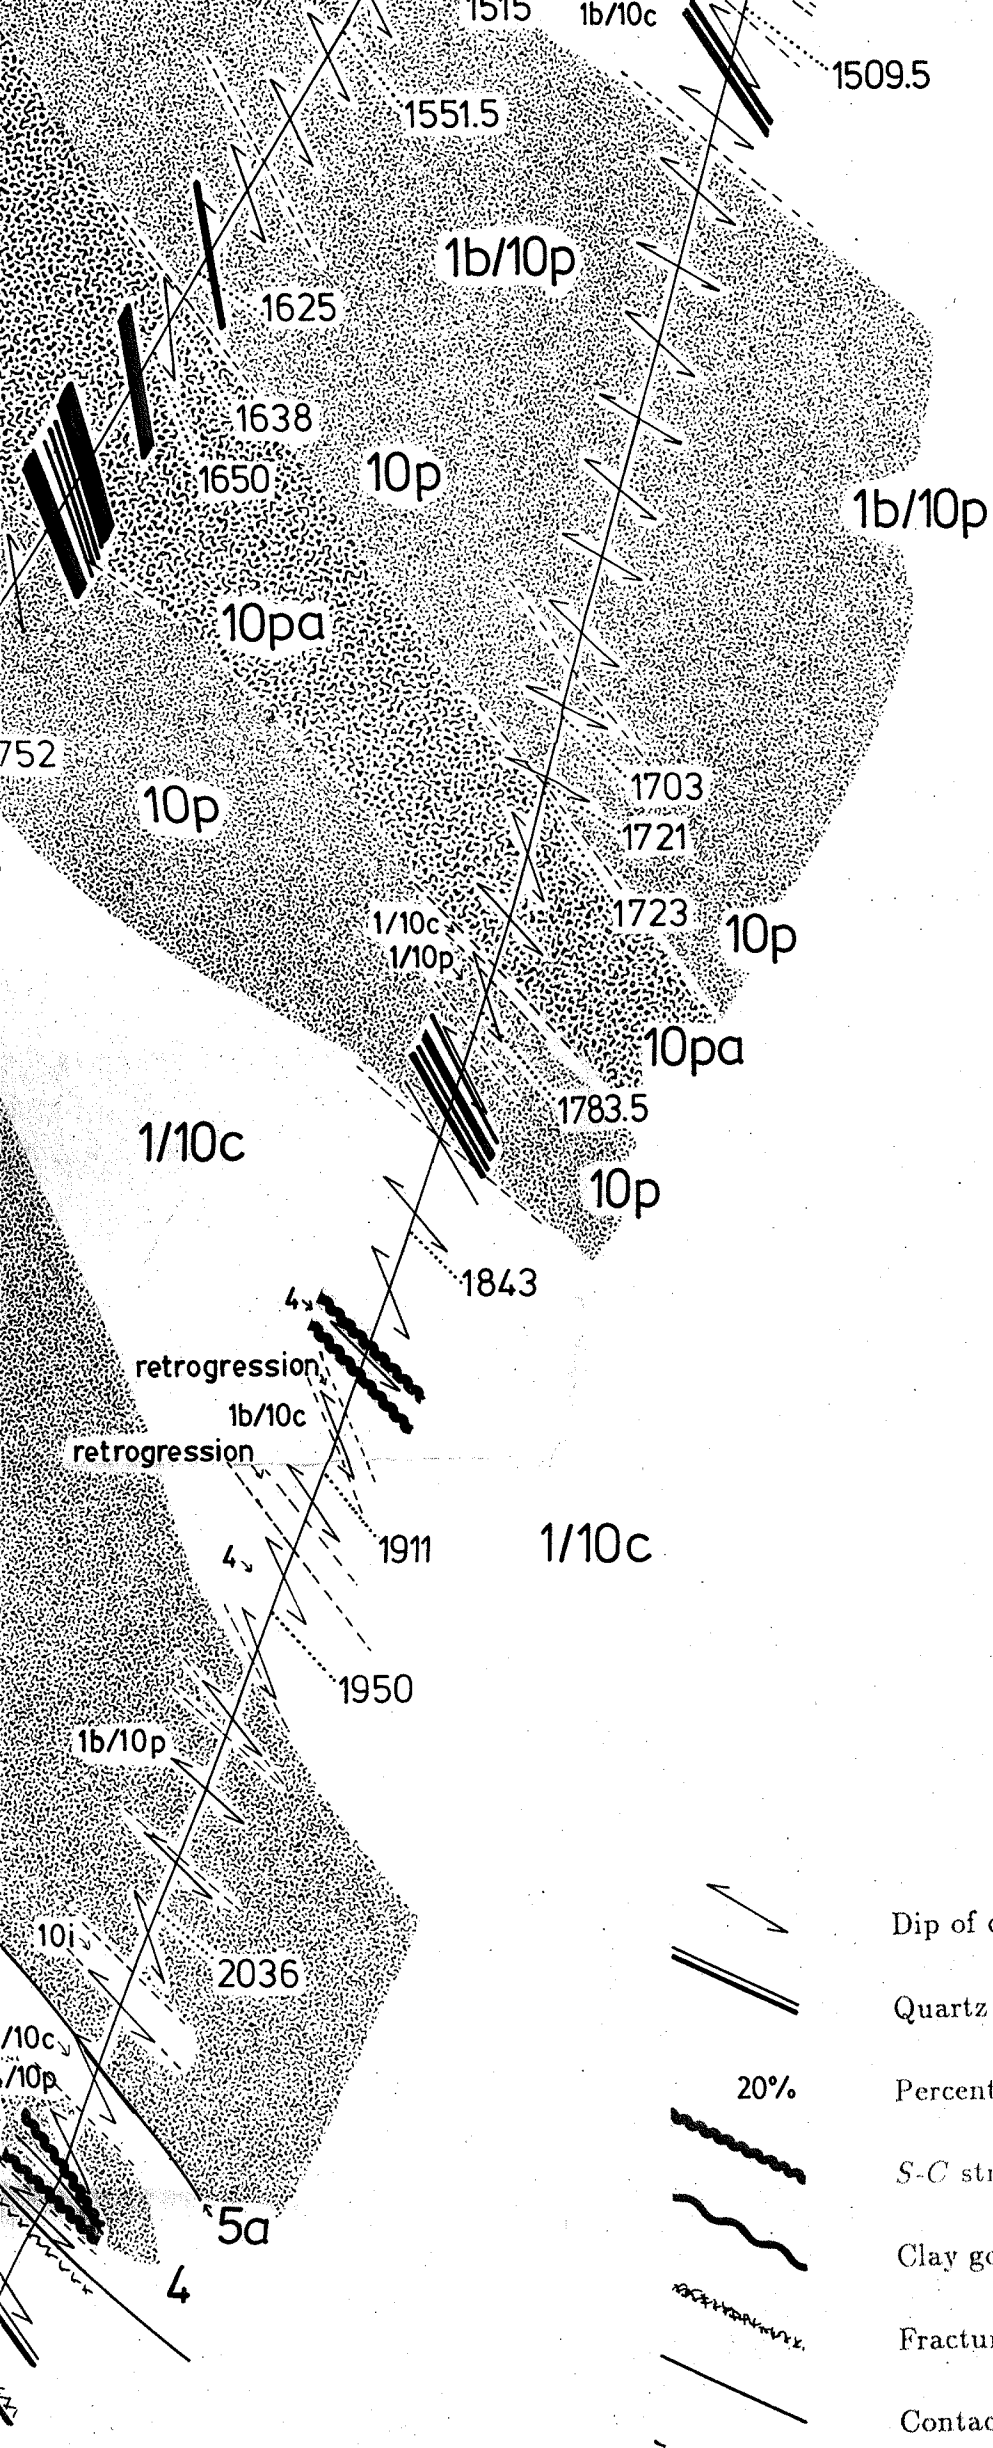 1515
1b/10c
1509.5
1551.5
1b/10p
1625
1638
10p
1650
1b/10p
10pa
752
1703
10p
1721
1723
1/10c
10p
1/10p
10pa
1783.5
1/10c
10p
1843
4
retrogression
1b/10c
retrogression
1911
1/10c
4
1950
1b/10p
Dip of
10i
2036
Quartz
/10c
/10p
20%
Percent
S-C str
5a
Clay go
4
Fractur
Contac